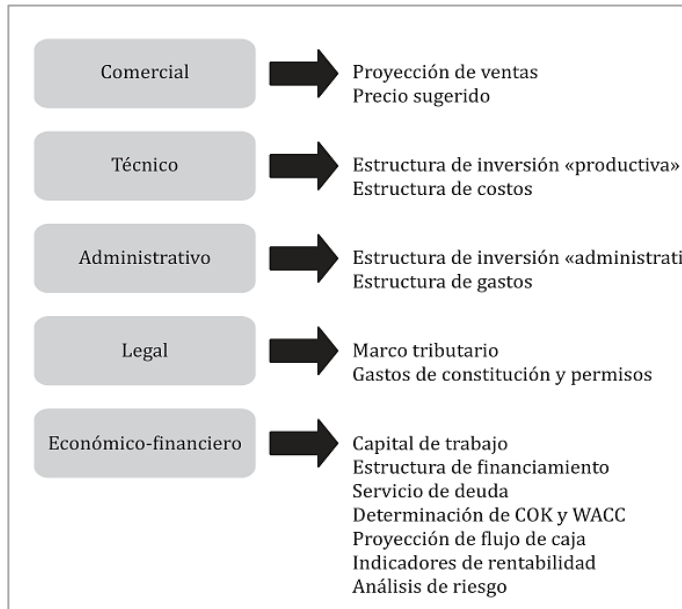 Comercial
Proyección de ventas
Precio sugerido
Técnico
Estructura de inversión «productiva»
Estructura de costos
Administrativo
Estructura de inversión «administrati
Estructura de gastos
Legal
Marco tributario
Gastos de constitución y permisos
Económico-financiero
Capital de trabajo
Estructura de financiamiento
Servicio de deuda
Determinación de COK y WACC
Proyección de flujo de caja
Indicadores de rentabilidad
Análisis de riesgo